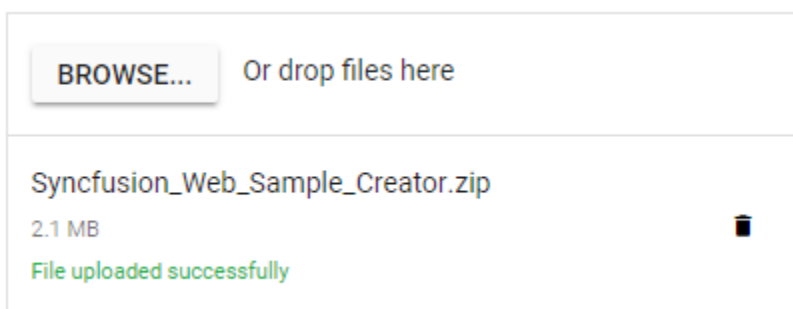 BROWSE... Or drop files here
Syncfusion_Web_Sample_Creator.zip
2.1 MB
File uploaded successfully